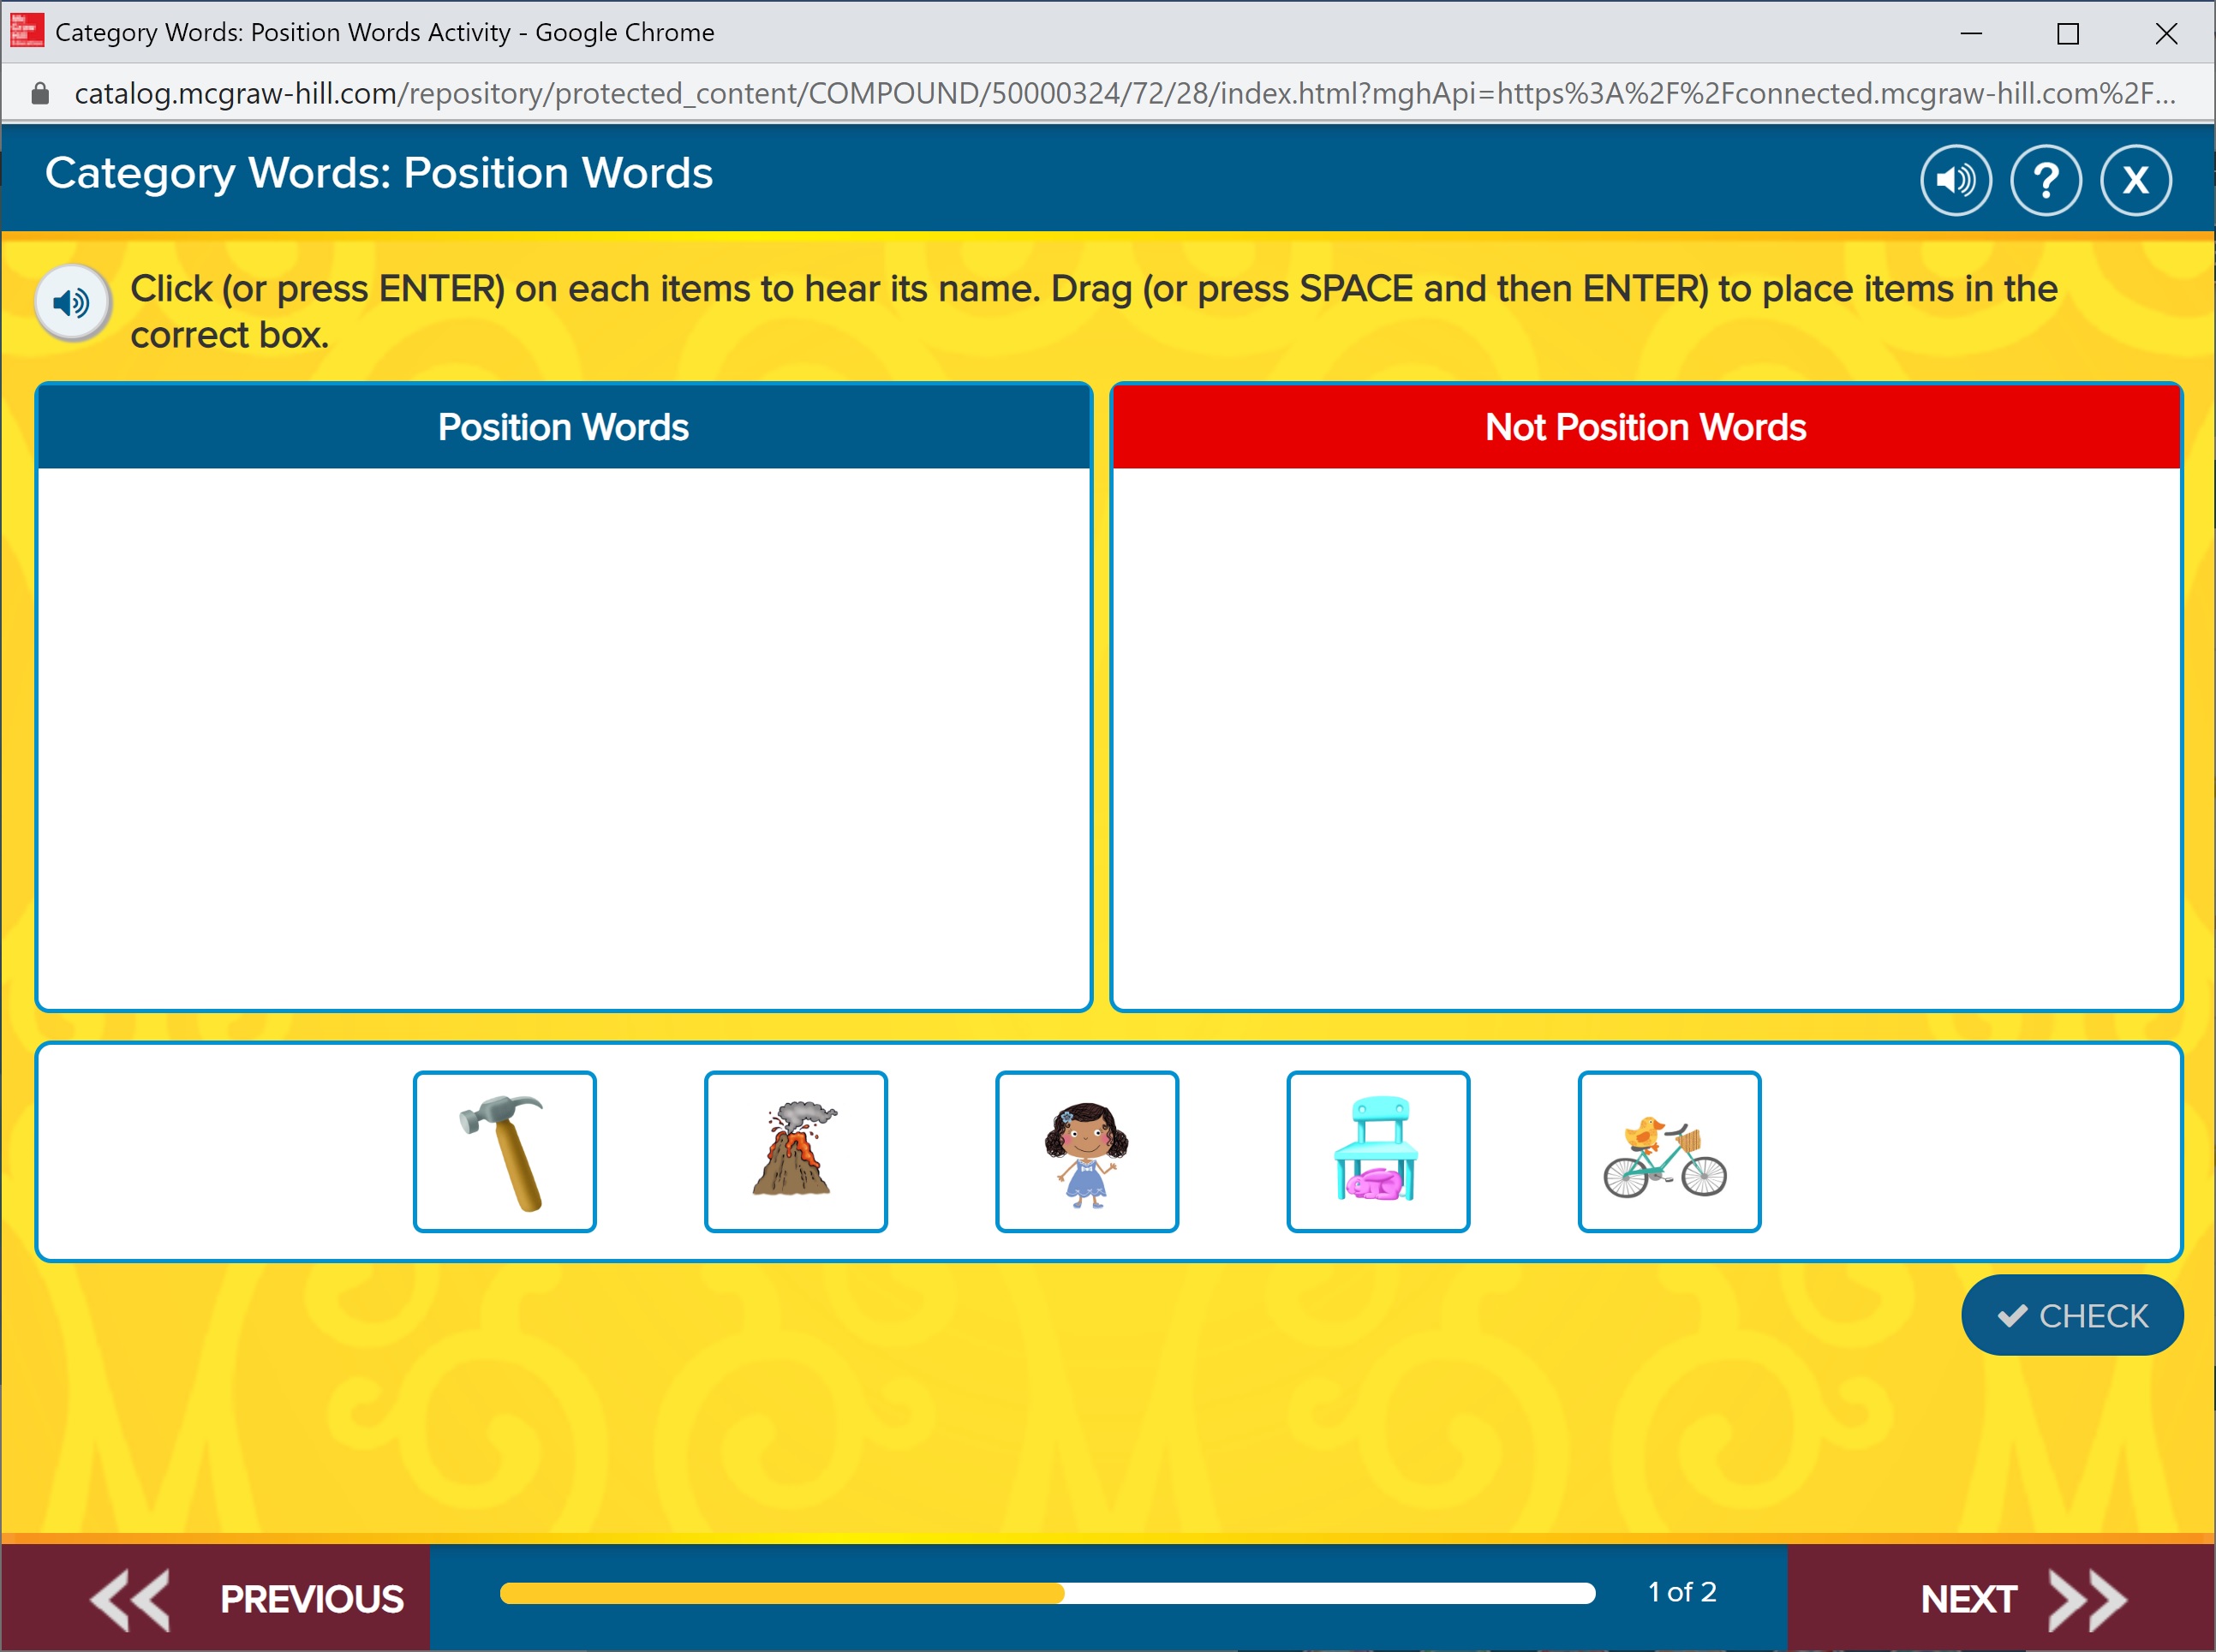 Category Words: Position Words Activity - Google Chrome
catalog.mcgraw-hill.com/repository/protected_content/COMPOUND/50000324/72/28/index.html?mghApi=https%3A%2F%2Fconnected.mcgraw-hill.com%2F...
Category Words: Position Words
?
X
Click (or press ENTER) on each items to hear its name. Drag (or press SPACE and then ENTER) to place items in the
correct box.
Position Words
Not Position Words
CHECK
PREVIOUS
1 of 2
NEXT